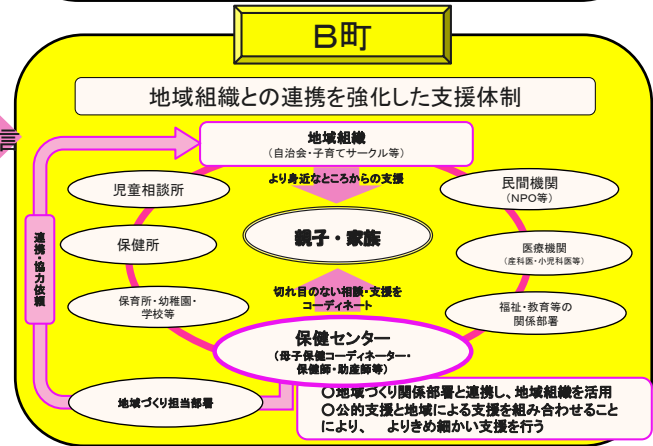 B町
地域組織との連携を強化した支援体制
言
地域組織
(自治会・子育てサークル等)
より身近なところからの支援
児童相談所
民間機関
(NPO等)
保健所
親子・家族
医療機関
(産科医・小児科医等)
連携・協力依頼
保育所・幼稚園・
学校等
切れ目のない相談・支援を
コーディネート
福祉・教育等の
関係部署
保健センター
(母子保健コーディネーター・
保健師・助産師等)
地域づくり担当部署
○地域づくり関係部署と連携し、地域組織を活用
○公的支援と地域による支援を組み合わせること
により、 よりきめ細かい支援を行う